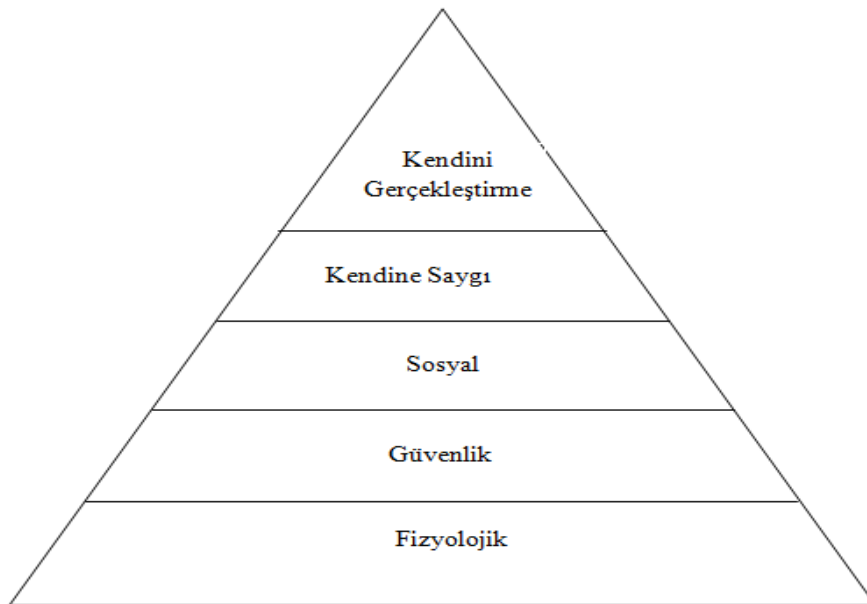 Kendini
Gerçekleştirme
Kendine Saygı
Sosyal
Güvenlik
Fizyolojik